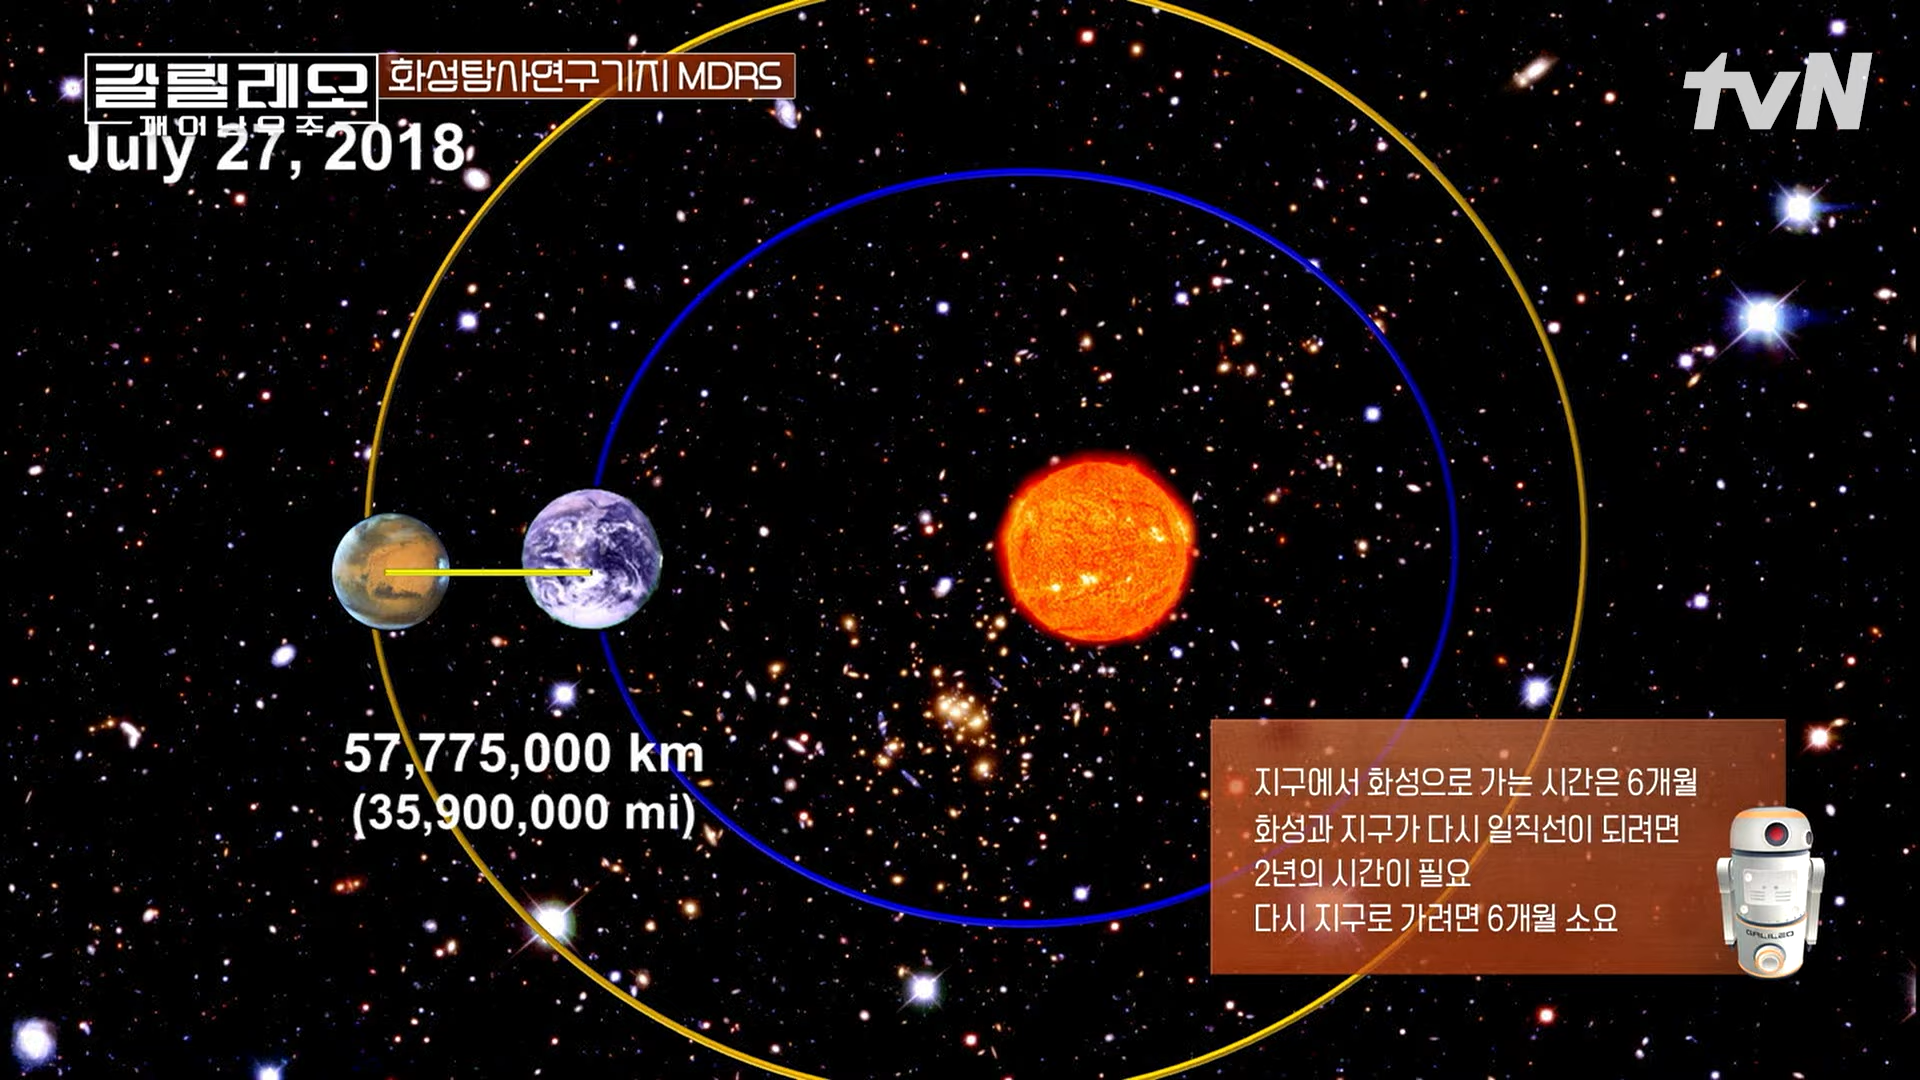 갈릴레오
깨어난 우주
화성탐사연구기지 MDRS
tvN
July 27, 2018
57,775,000 km
(35,900,000 mi)
지구에서 화성으로 가는 시간은 6개월
화성과 지구가 다시 일직선이 되려면
2년의 시간이 필요
다시 지구로 가려면 6개월 소요
GALILEO